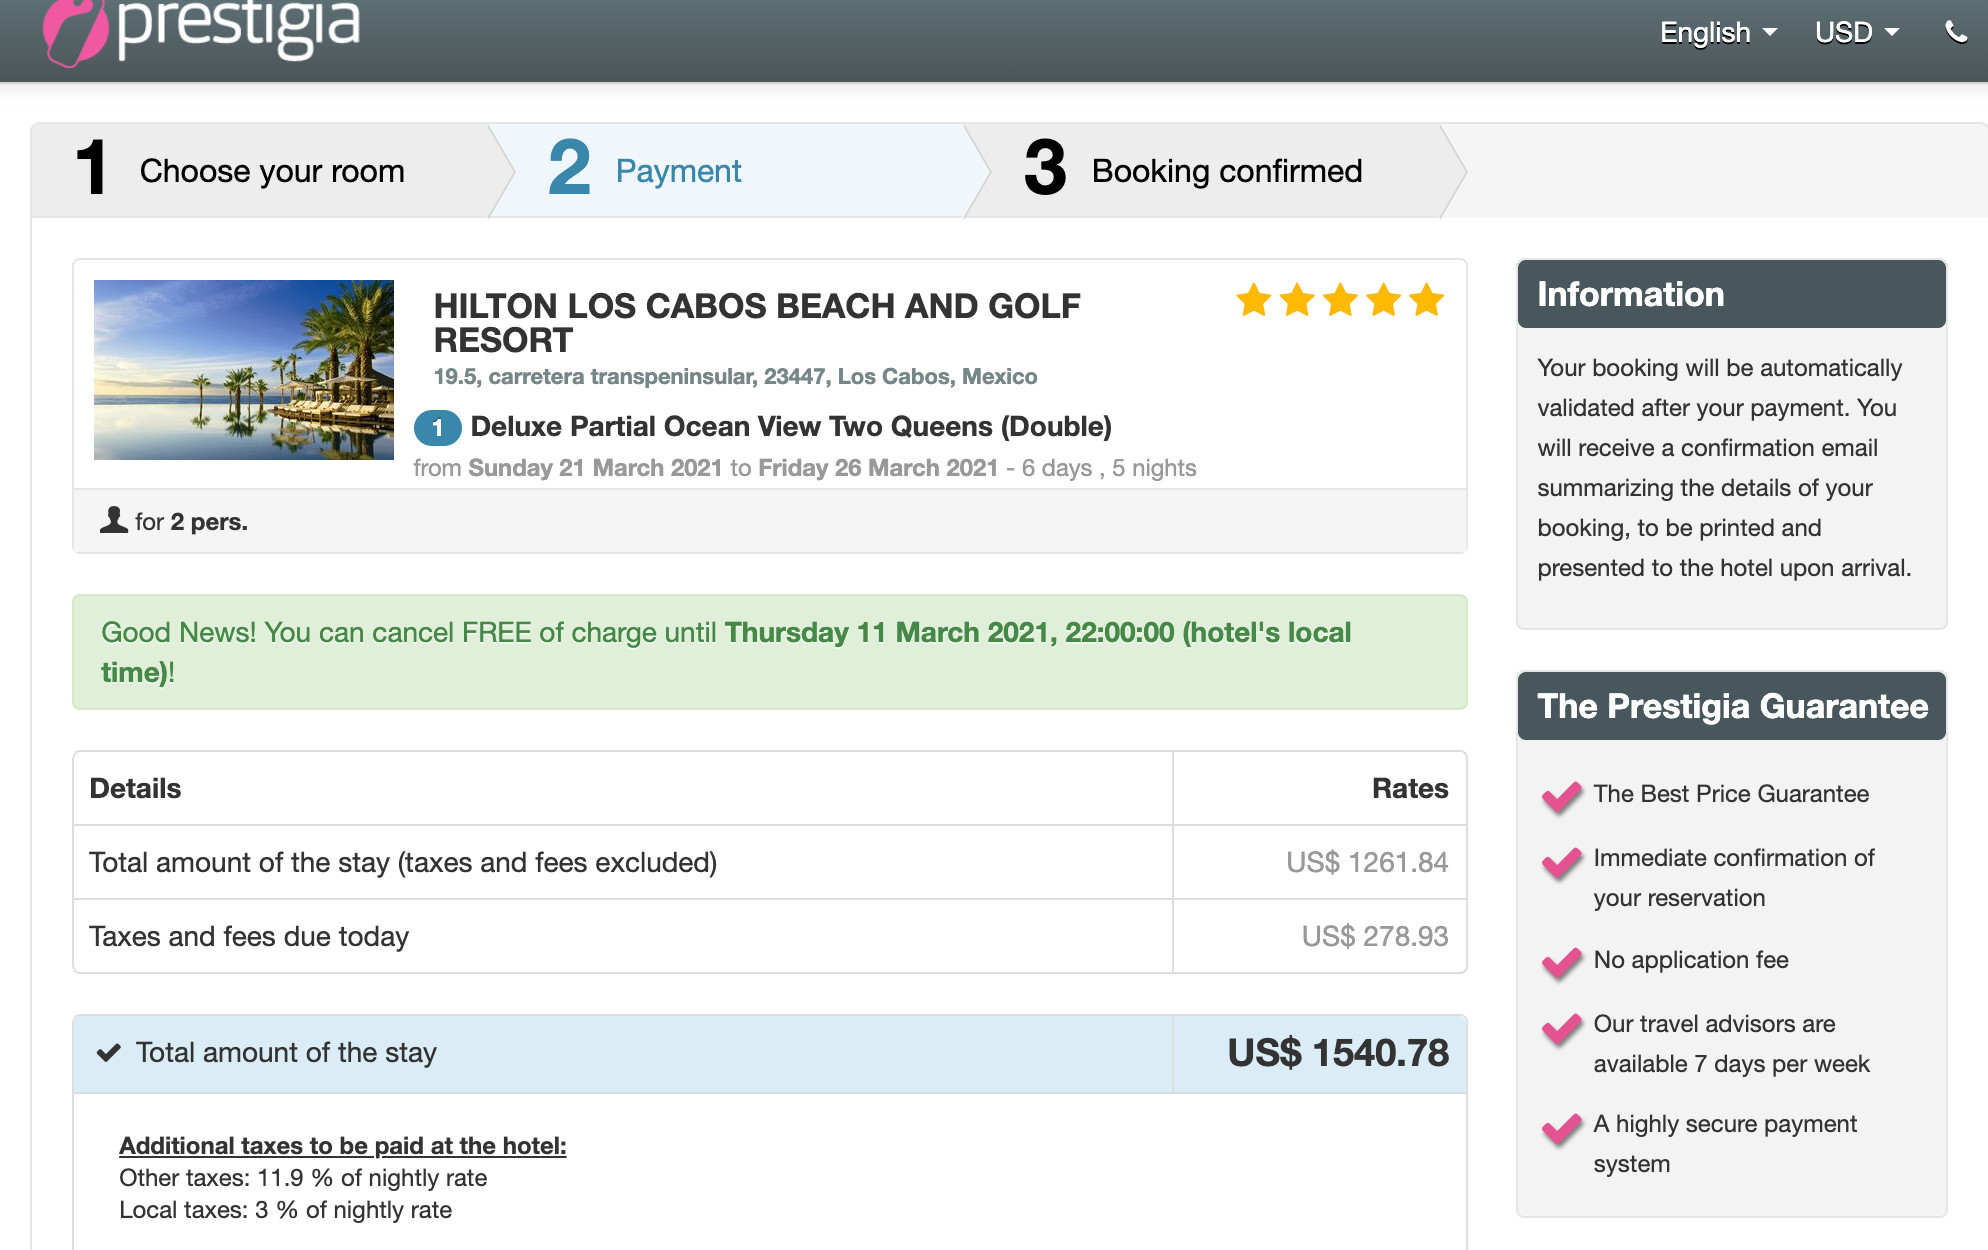 prestigia
English
USD
1 Choose your room
2 Payment
3 Booking confirmed
HILTON LOS CABOS BEACH AND GOLF
RESORT
19.5, carretera transpeninsular, 23447, Los Cabos, Mexico
1 Deluxe Partial Ocean View Two Queens (Double)
from Sunday 21 March 2021 to Friday 26 March 2021 - 6 days , 5 nights
for 2 pers.
Good News! You can cancel FREE of charge until Thursday 11 March 2021, 22:00:00 (hotel's local
time)!
Details Rates
Total amount of the stay (taxes and fees excluded) US$ 1261.84
Taxes and fees due today US$ 278.93
Total amount of the stay US$ 1540.78
Additional taxes to be paid at the hotel:
Other taxes: 11.9 % of nightly rate
Local taxes: 3 % of nightly rate
Information
Your booking will be automatically
validated after your payment. You
will receive a confirmation email
summarizing the details of your
booking, to be printed and
presented to the hotel upon arrival.
The Prestigia Guarantee
The Best Price Guarantee
Immediate confirmation of
your reservation
No application fee
Our travel advisors are
available 7 days per week
A highly secure payment
system